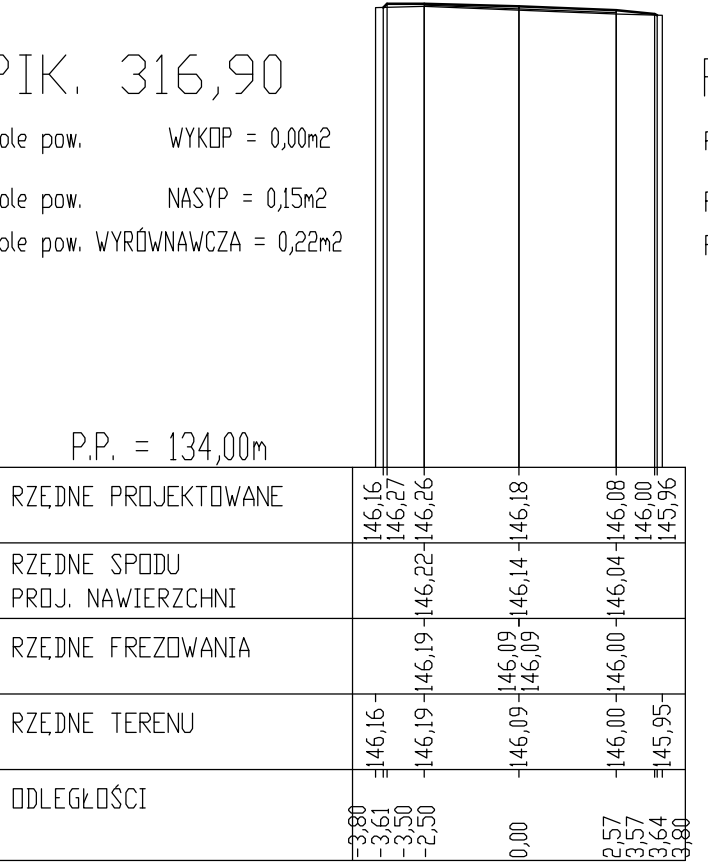 PIK. 316,90
ole pow. WYKOP = 0,00m2
ole pow. NASYP = 0,15m2
ole pow. WYRÓWNAWCZA = 0,22m2
P.P. = 134,00m
RZĘDNE PROJEKTOWANE 146,16 146,27 146,26 146,18 146,08 146,00 145,96
RZĘDNE SPODU
PROJ. NAWIERZCHNI 146,22 146,14 146,04
RZĘDNE FREZOWANIA 146,19 146,09 146,09 146,00
RZĘDNE TERENU 146,16 146,19 146,09 146,00 145,95
ODLEGŁOŚCI -3,80 -3,61 -3,50 -2,50 0,00 2,57 3,57 3,64 3,80